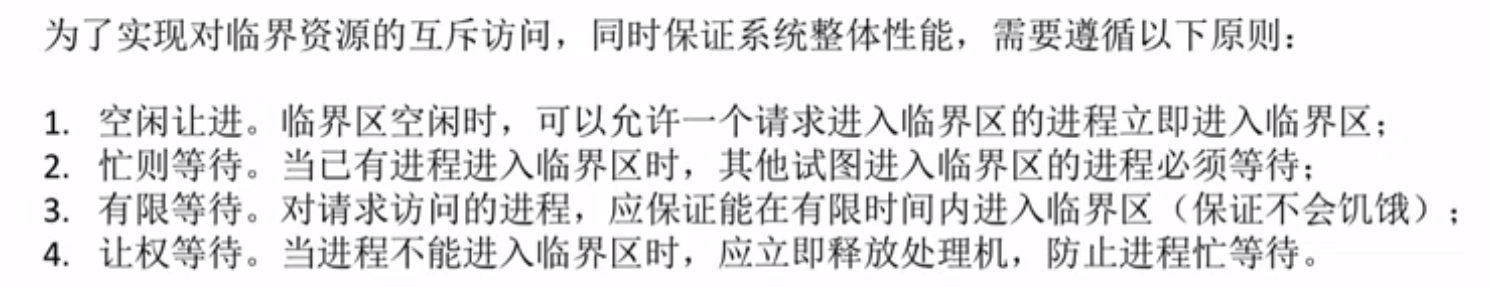 为了实现对临界资源的互斥访问，同时保证系统整体性能，需要遵循以下原则：
1. 空闲让进。临界区空闲时，可以允许一个请求进入临界区的进程立即进入临界区；
2. 忙则等待。当已有进程进入临界区时，其他试图进入临界区的进程必须等待；
3. 有限等待。对请求访问的进程，应保证能在有限时间内进入临界区（保证不会饥饿）；
4. 让权等待。当进程不能进入临界区时，应立即释放处理机，防止进程忙等待。